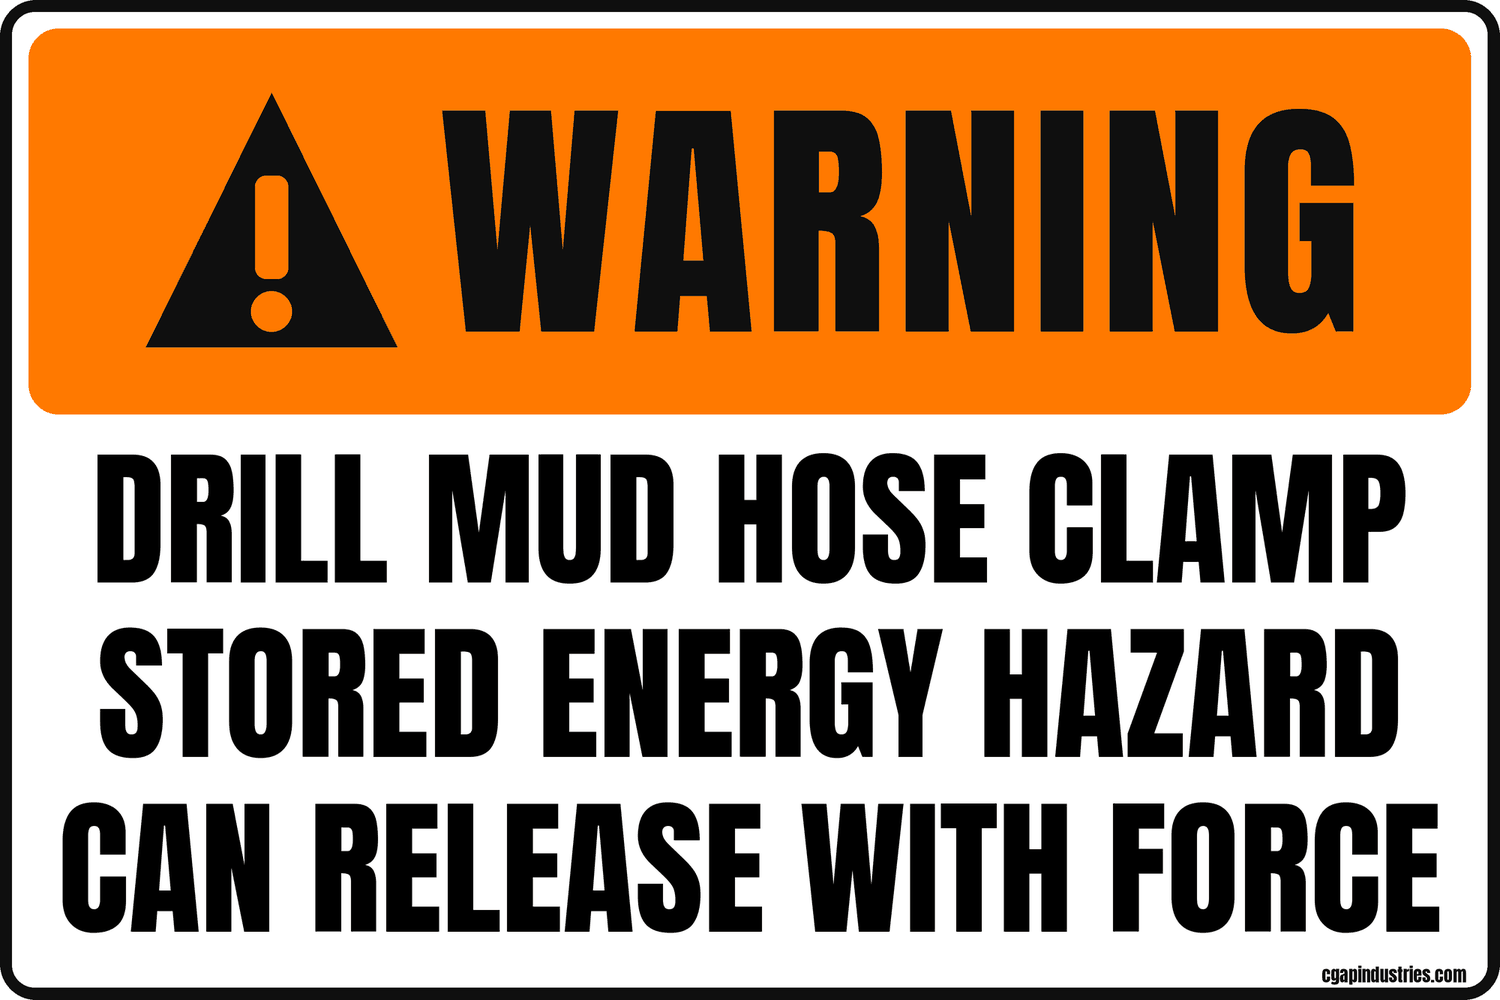 WARNING
DRILL MUD HOSE CLAMP
STORED ENERGY HAZARD
CAN RELEASE WITH FORCE
cgapindustries.com